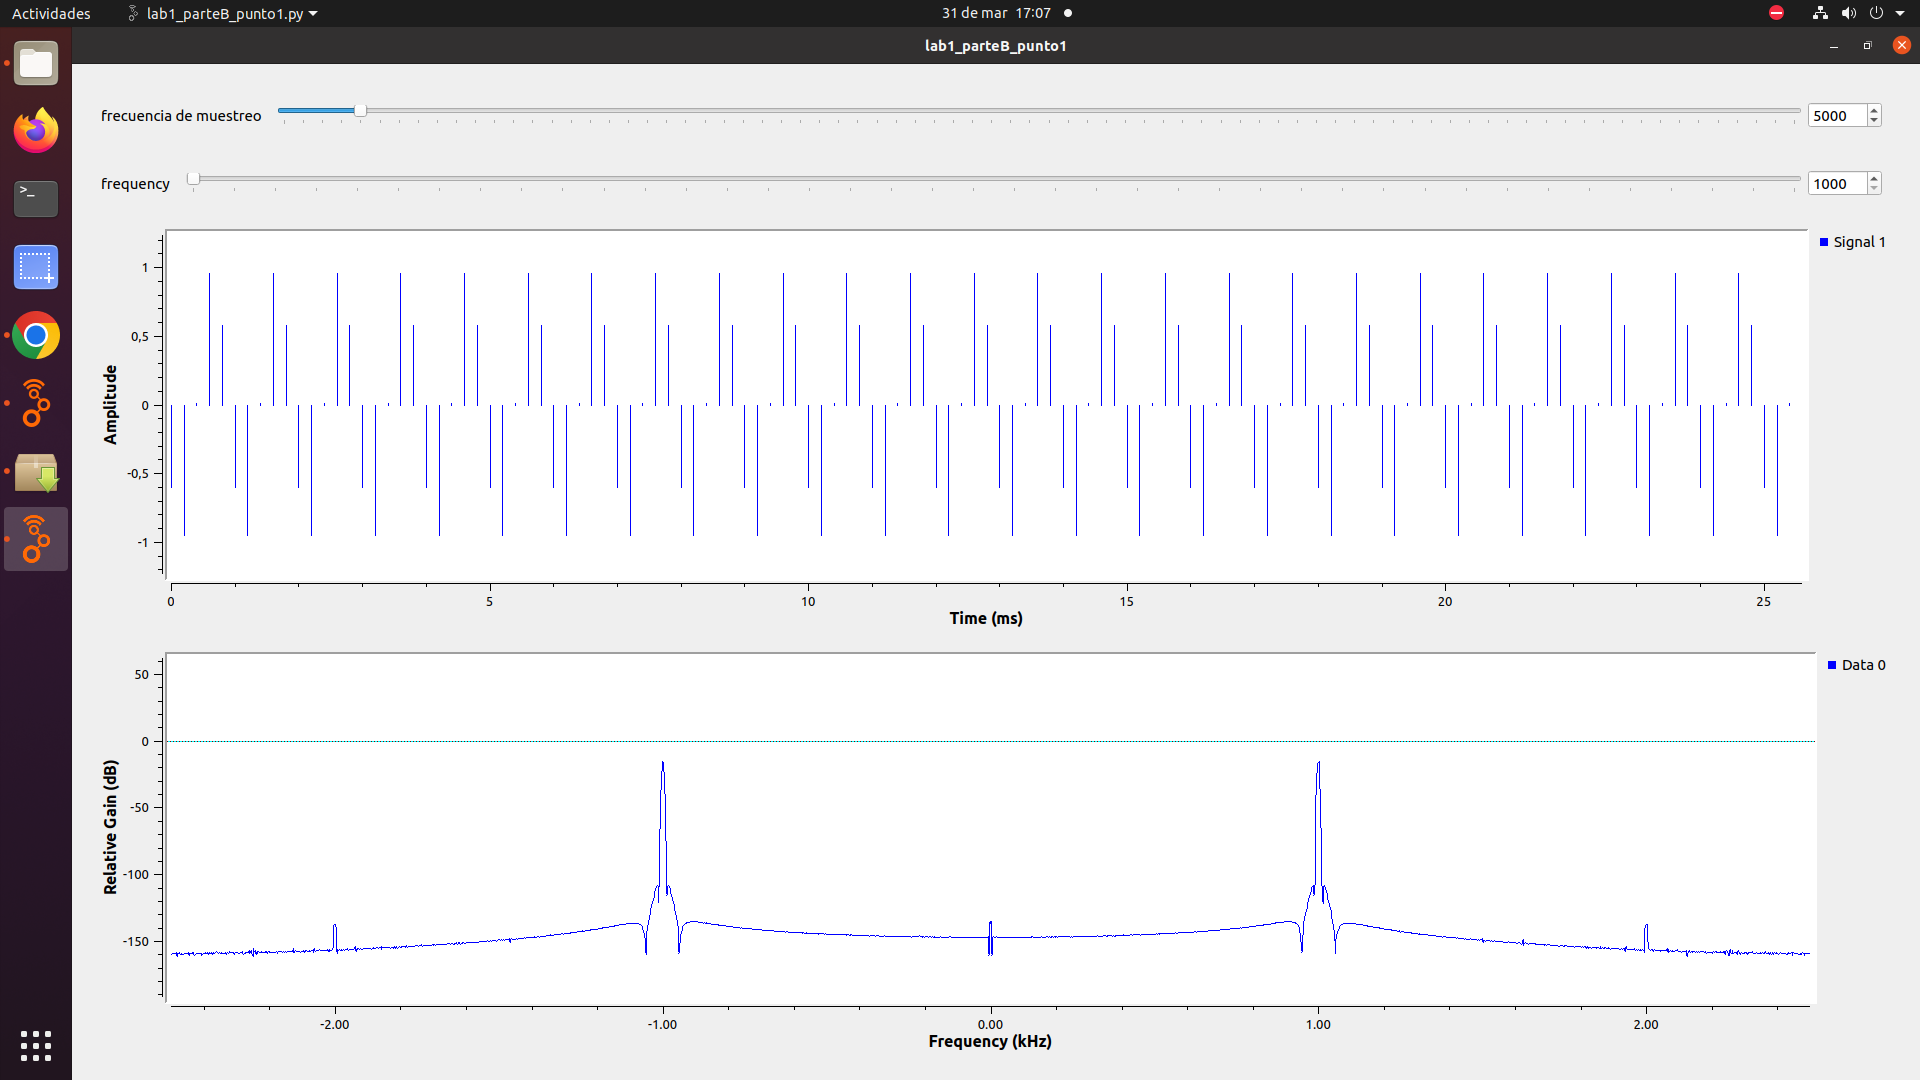 Actividades lab1_parteB_punto1.py 31 de mar 17:07
lab1_parteB_punto1
frecuencia de muestreo 5000
frequency 1000
Signal 1
Amplitude
1
0,5
0
-0,5
-1
0 5 10 15 20 25
Time (ms)
Data 0
Relative Gain (dB)
50
0
-50
-100
-150
-2.00 -1.00 0.00 1.00 2.00
Frequency (kHz)